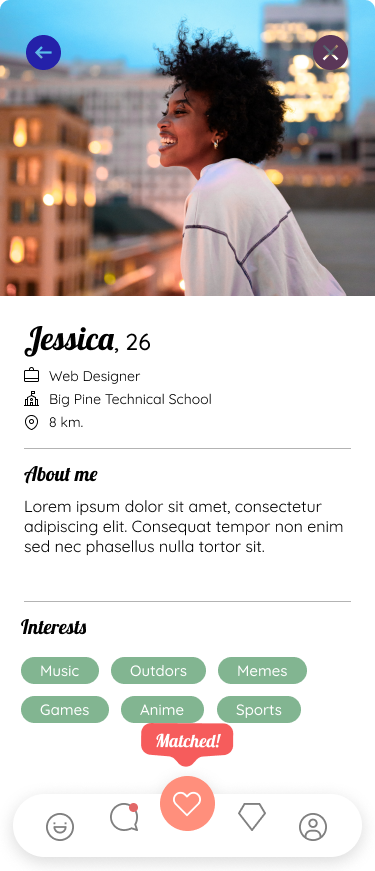 Jessica, 26
Web Designer
Big Pine Technical School
8 km.
About me
Lorem ipsum dolor sit amet, consectetur
adipiscing elit. Consequat tempor non enim
sed nec phasellus nulla tortor sit.
Interests
Music Outdors Memes
Games Anime Sports
Matched!